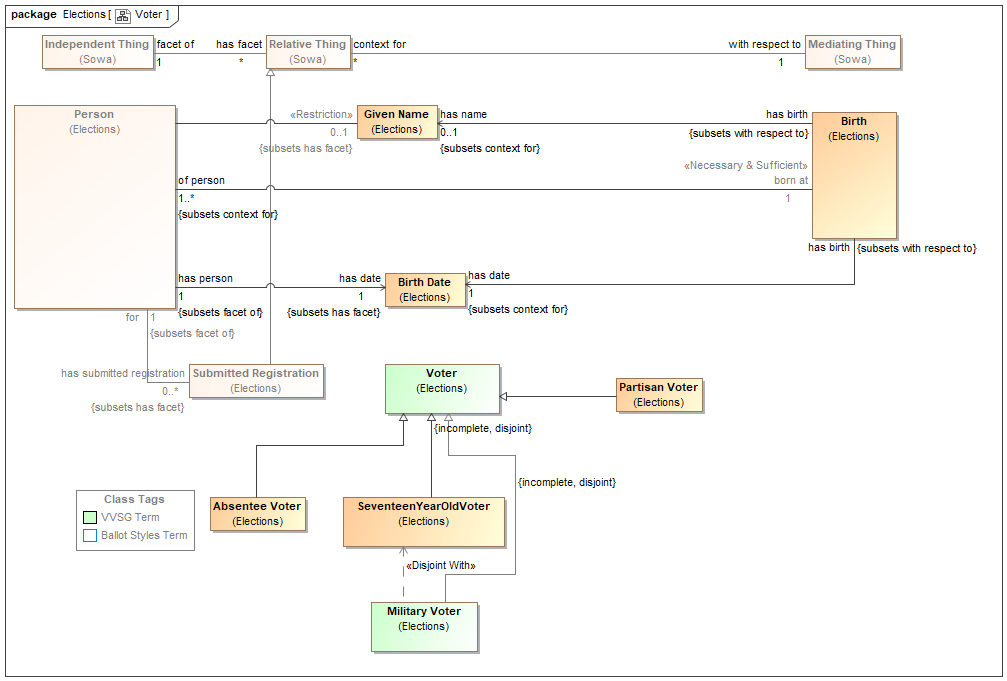 package Elections [ Voter ]
Independent Thing
(Sowa)
facet of
1
has facet
*
Relative Thing
(Sowa)
context for
*
with respect to
1
Mediating Thing
(Sowa)
Person
(Elections)
«Restriction»
0..1
{subsets has facet}
Given Name
(Elections)
has name
0..1
{subsets context for}
has birth
{subsets with respect to}
Birth
(Elections)
«Necessary & Sufficient»
born at
1
of person
1..*
{subsets context for}
has birth
{subsets with respect to}
has person
1
{subsets facet of}
has date
1
{subsets has facet}
Birth Date
(Elections)
has date
1
{subsets context for}
for
1
{subsets facet of}
has submitted registration
0..*
{subsets has facet}
Submitted Registration
(Elections)
Voter
(Elections)
Partisan Voter
(Elections)
{incomplete, disjoint}
{incomplete, disjoint}
Class Tags
VVSG Term
Ballot Styles Term
Absentee Voter
(Elections)
SeventeenYearOldVoter
(Elections)
«Disjoint With»
Military Voter
(Elections)